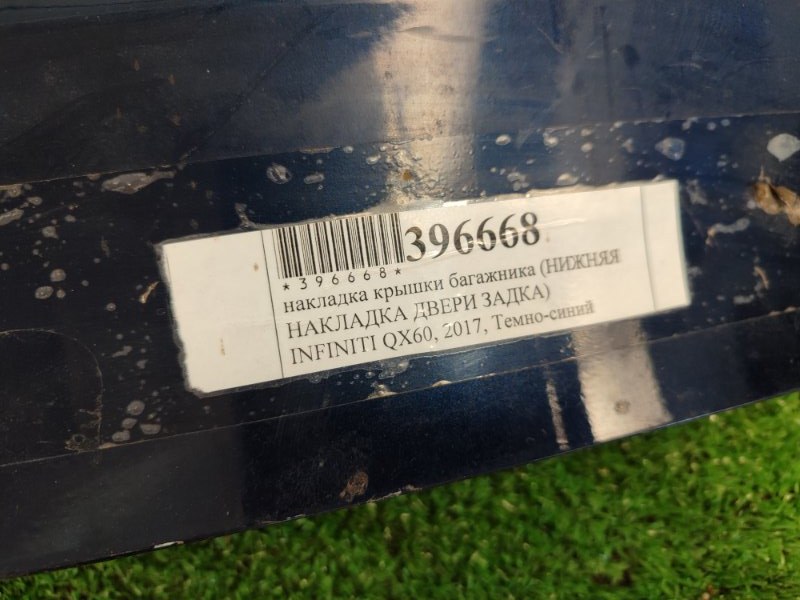 396668
*396668*
накладка крышки багажника (НИЖНЯЯ
НАКЛАДКА ДВЕРИ ЗАДКА)
INFINITI QX60, 2017, Темно-синий